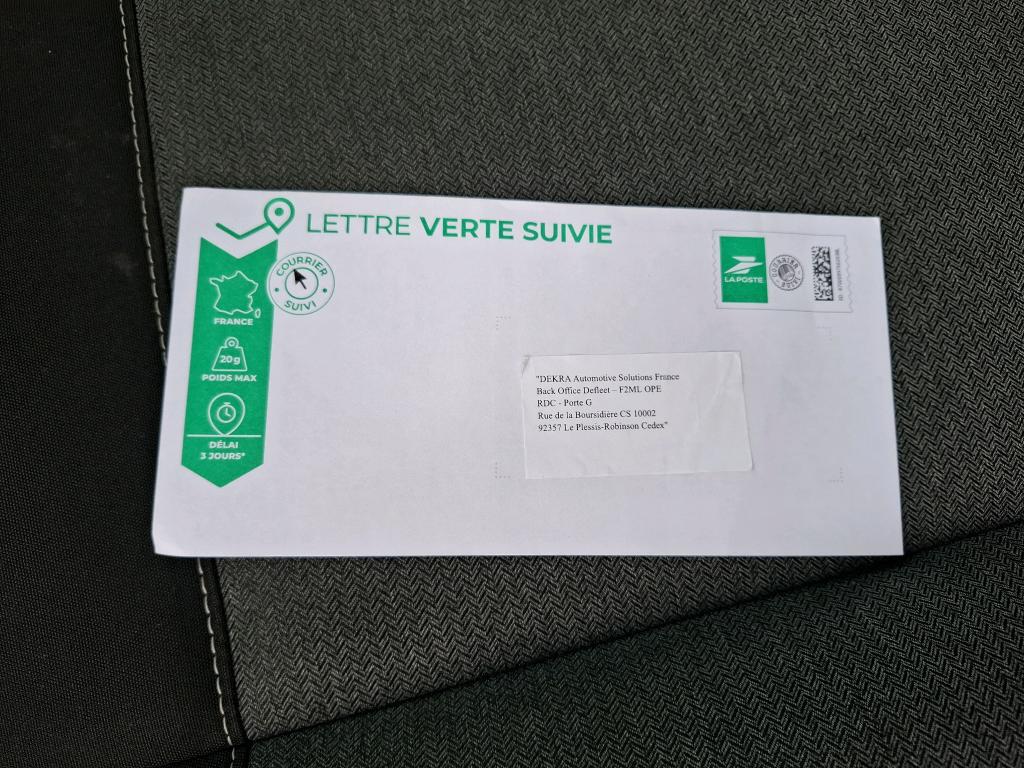 LETTRE VERTE SUIVIE
COURRIER
SUIVI
FRANCE
20g
POIDS MAX
DÉLAI
3 JOURS*
LA POSTE
"DEKRA Automotive Solutions France
Back Office Defleet – F2ML OPE
RDC - Porte G
Rue de la Boursidière CS 10002
92357 Le Plessis-Robinson Cedex"